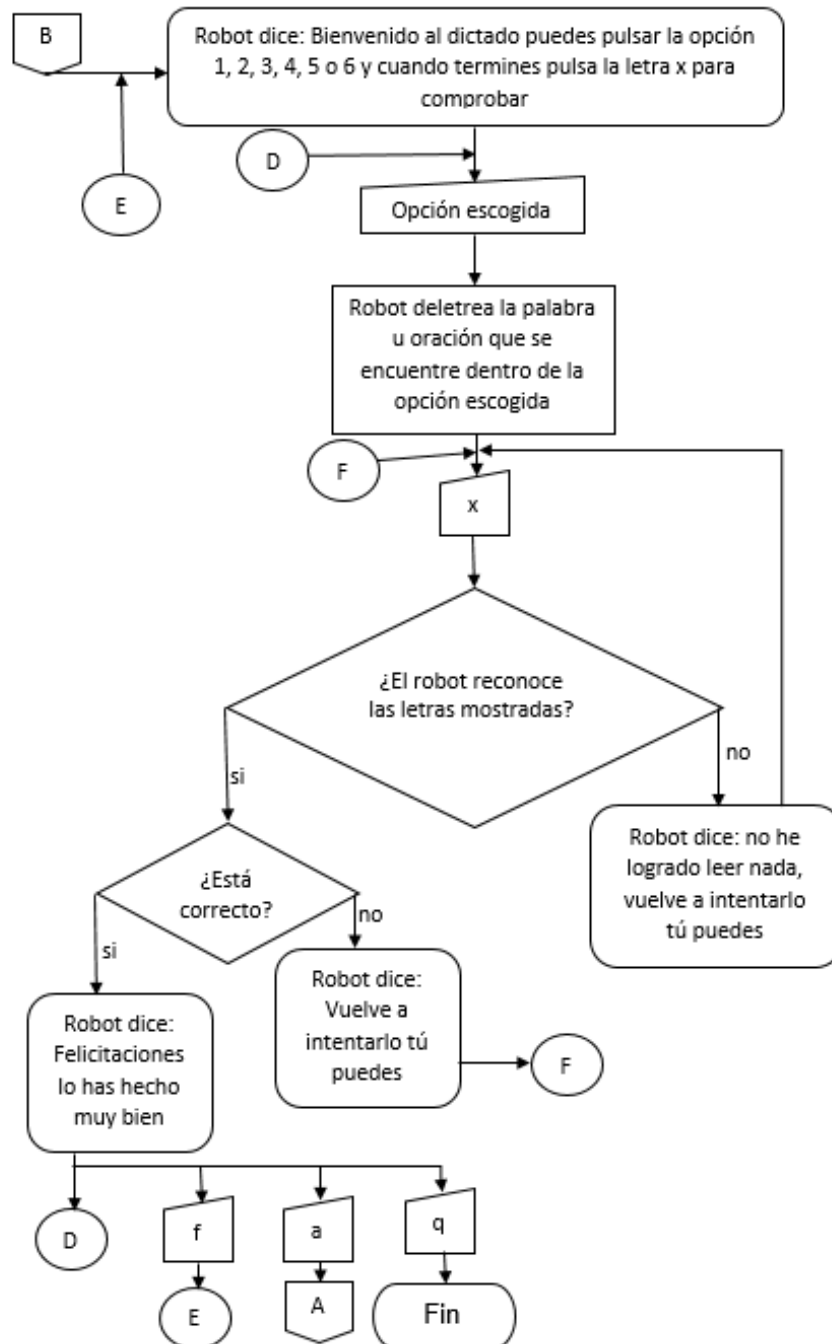 B
Robot dice: Bienvenido al dictado puedes pulsar la opción
1, 2, 3, 4, 5 o 6 y cuando termines pulsa la letra x para
comprobar
D
E
Opción escogida
Robot deletrea la palabra
u oración que se
encuentre dentro de la
opción escogida
F
x
¿El robot reconoce
las letras mostradas?
si
no
Robot dice: no he
logrado leer nada,
vuelve a intentarlo
tú puedes
¿Está
correcto?
si
no
Robot dice:
Vuelve a
intentarlo tú
puedes
F
Robot dice:
Felicitaciones
lo has hecho
muy bien
D
f
a
q
E
A
Fin